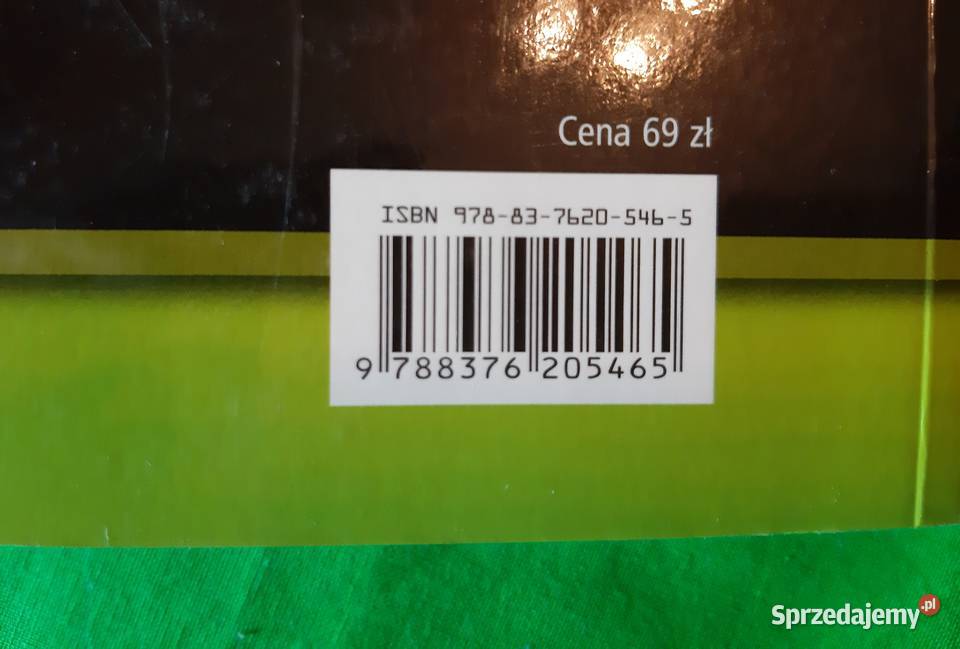 Cena 69 zł
ISBN 978-83-7620-546-5
9 788376 205465
Sprzedajemy.pl